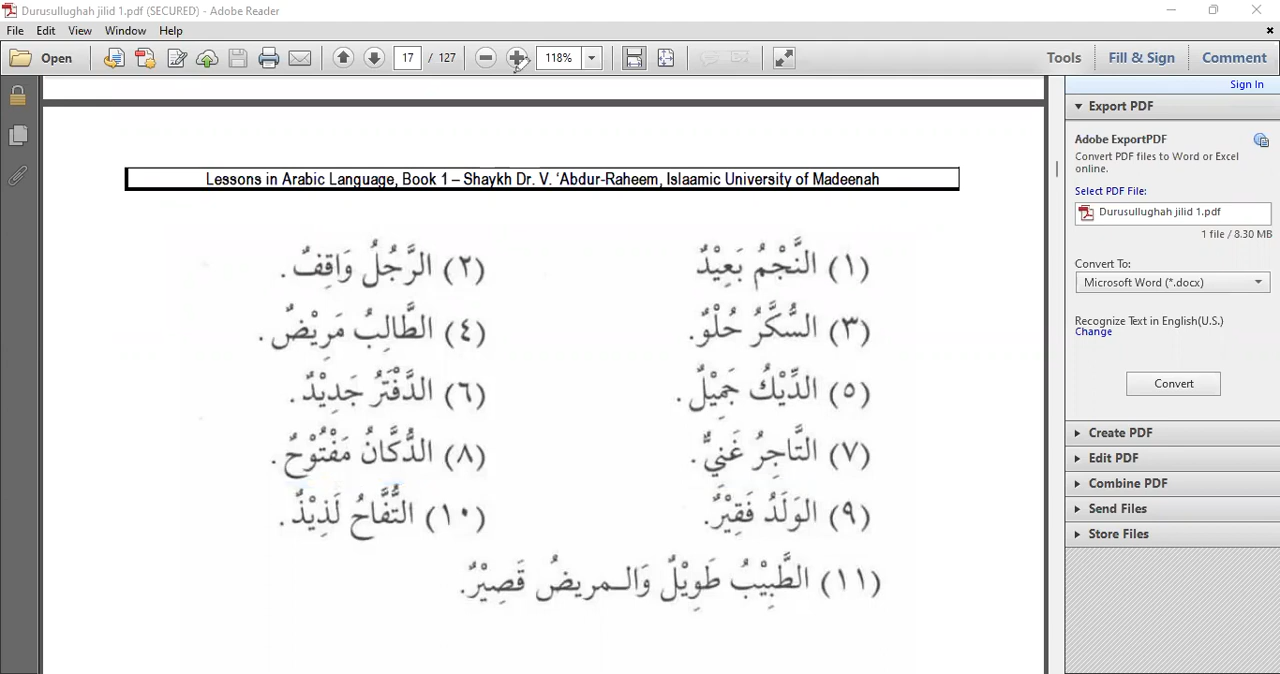 Durusullughah jilid 1.pdf (SECURED) - Adobe Reader
File Edit View Window Help
Open 17 / 127 118% Tools Fill & Sign Comment
Sign In
Export PDF
Adobe ExportPDF
Convert PDF files to Word or Excel
online.
Select PDF File:
Durusullughah jilid 1.pdf
1 file / 8.30 MB
Convert To:
Microsoft Word (*.docx)
Recognize Text in English(U.S.)
Change
Convert
Create PDF
Edit PDF
Combine PDF
Send Files
Store Files
Lessons in Arabic Language, Book 1 – Shaykh Dr. V. ‘Abdur-Raheem, Islaamic University of Madeenah
(١) النَّجْمُ بَعِيْدٌ (٢) الرَّجُلُ وَاقِفٌ.
(٣) السُّكَّرُ حُلْوٌ. (٤) الطَّالِبُ مَرِيْضٌ.
(٥) الدِّيْكُ جَمِيْلٌ. (٦) الدَّفْتَرُ جَدِيْدٌ.
(٧) التَّاجِرُ غَنِيٌّ. (٨) الدُّكَّانُ مَفْتُوْحٌ.
(٩) الوَلَدُ فَقِيْرٌ. (١٠) التُّفَّاحُ لَذِيْذٌ.
(١١) الطَّبِيْبُ طَوِيْلٌ وَالـمريضُ قَصِيْرٌ.